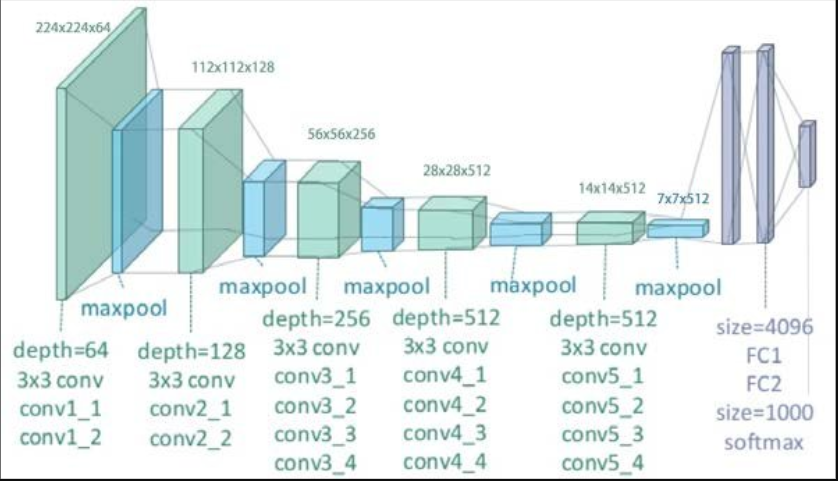 224x224x64
112x112x128
56x56x256
28x28x512
14x14x512
7x7x512
maxpool
maxpool
maxpool
maxpool
maxpool
depth=64
3x3 conv
conv1_1
conv1_2
depth=128
3x3 conv
conv2_1
conv2_2
depth=256
3x3 conv
conv3_1
conv3_2
conv3_3
conv3_4
depth=512
3x3 conv
conv4_1
conv4_2
conv4_3
conv4_4
depth=512
3x3 conv
conv5_1
conv5_2
conv5_3
conv5_4
size=4096
FC1
FC2
size=1000
softmax